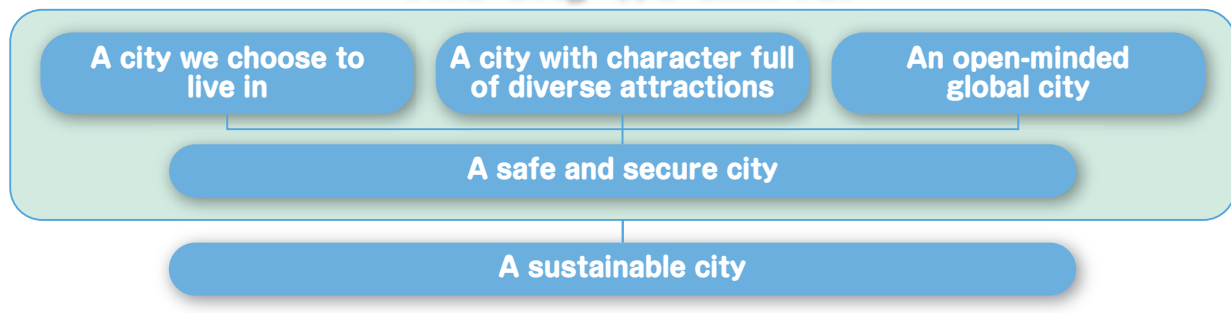 A city we choose to
live in
A city with character full
of diverse attractions
An open-minded
global city
A safe and secure city
A sustainable city